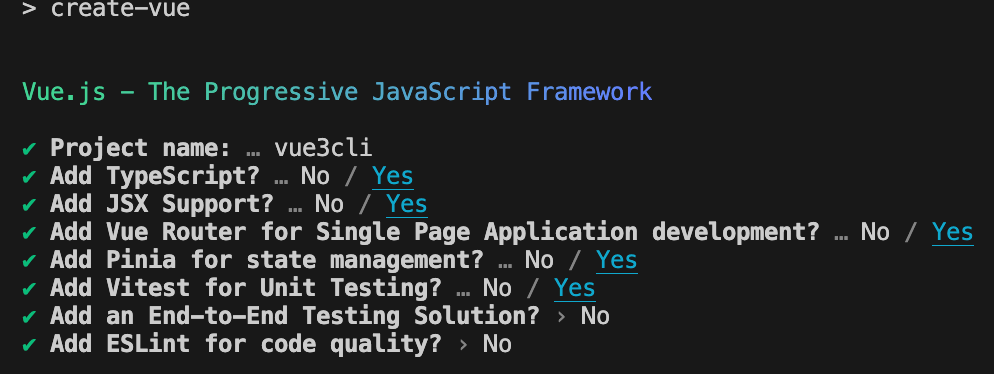 > create-vue
Vue.js - The Progressive JavaScript Framework
✔ Project name: … vue3cli
✔ Add TypeScript? … No / Yes
✔ Add JSX Support? … No / Yes
✔ Add Vue Router for Single Page Application development? … No / Yes
✔ Add Pinia for state management? … No / Yes
✔ Add Vitest for Unit Testing? … No / Yes
✔ Add an End-to-End Testing Solution? › No
✔ Add ESLint for code quality? › No